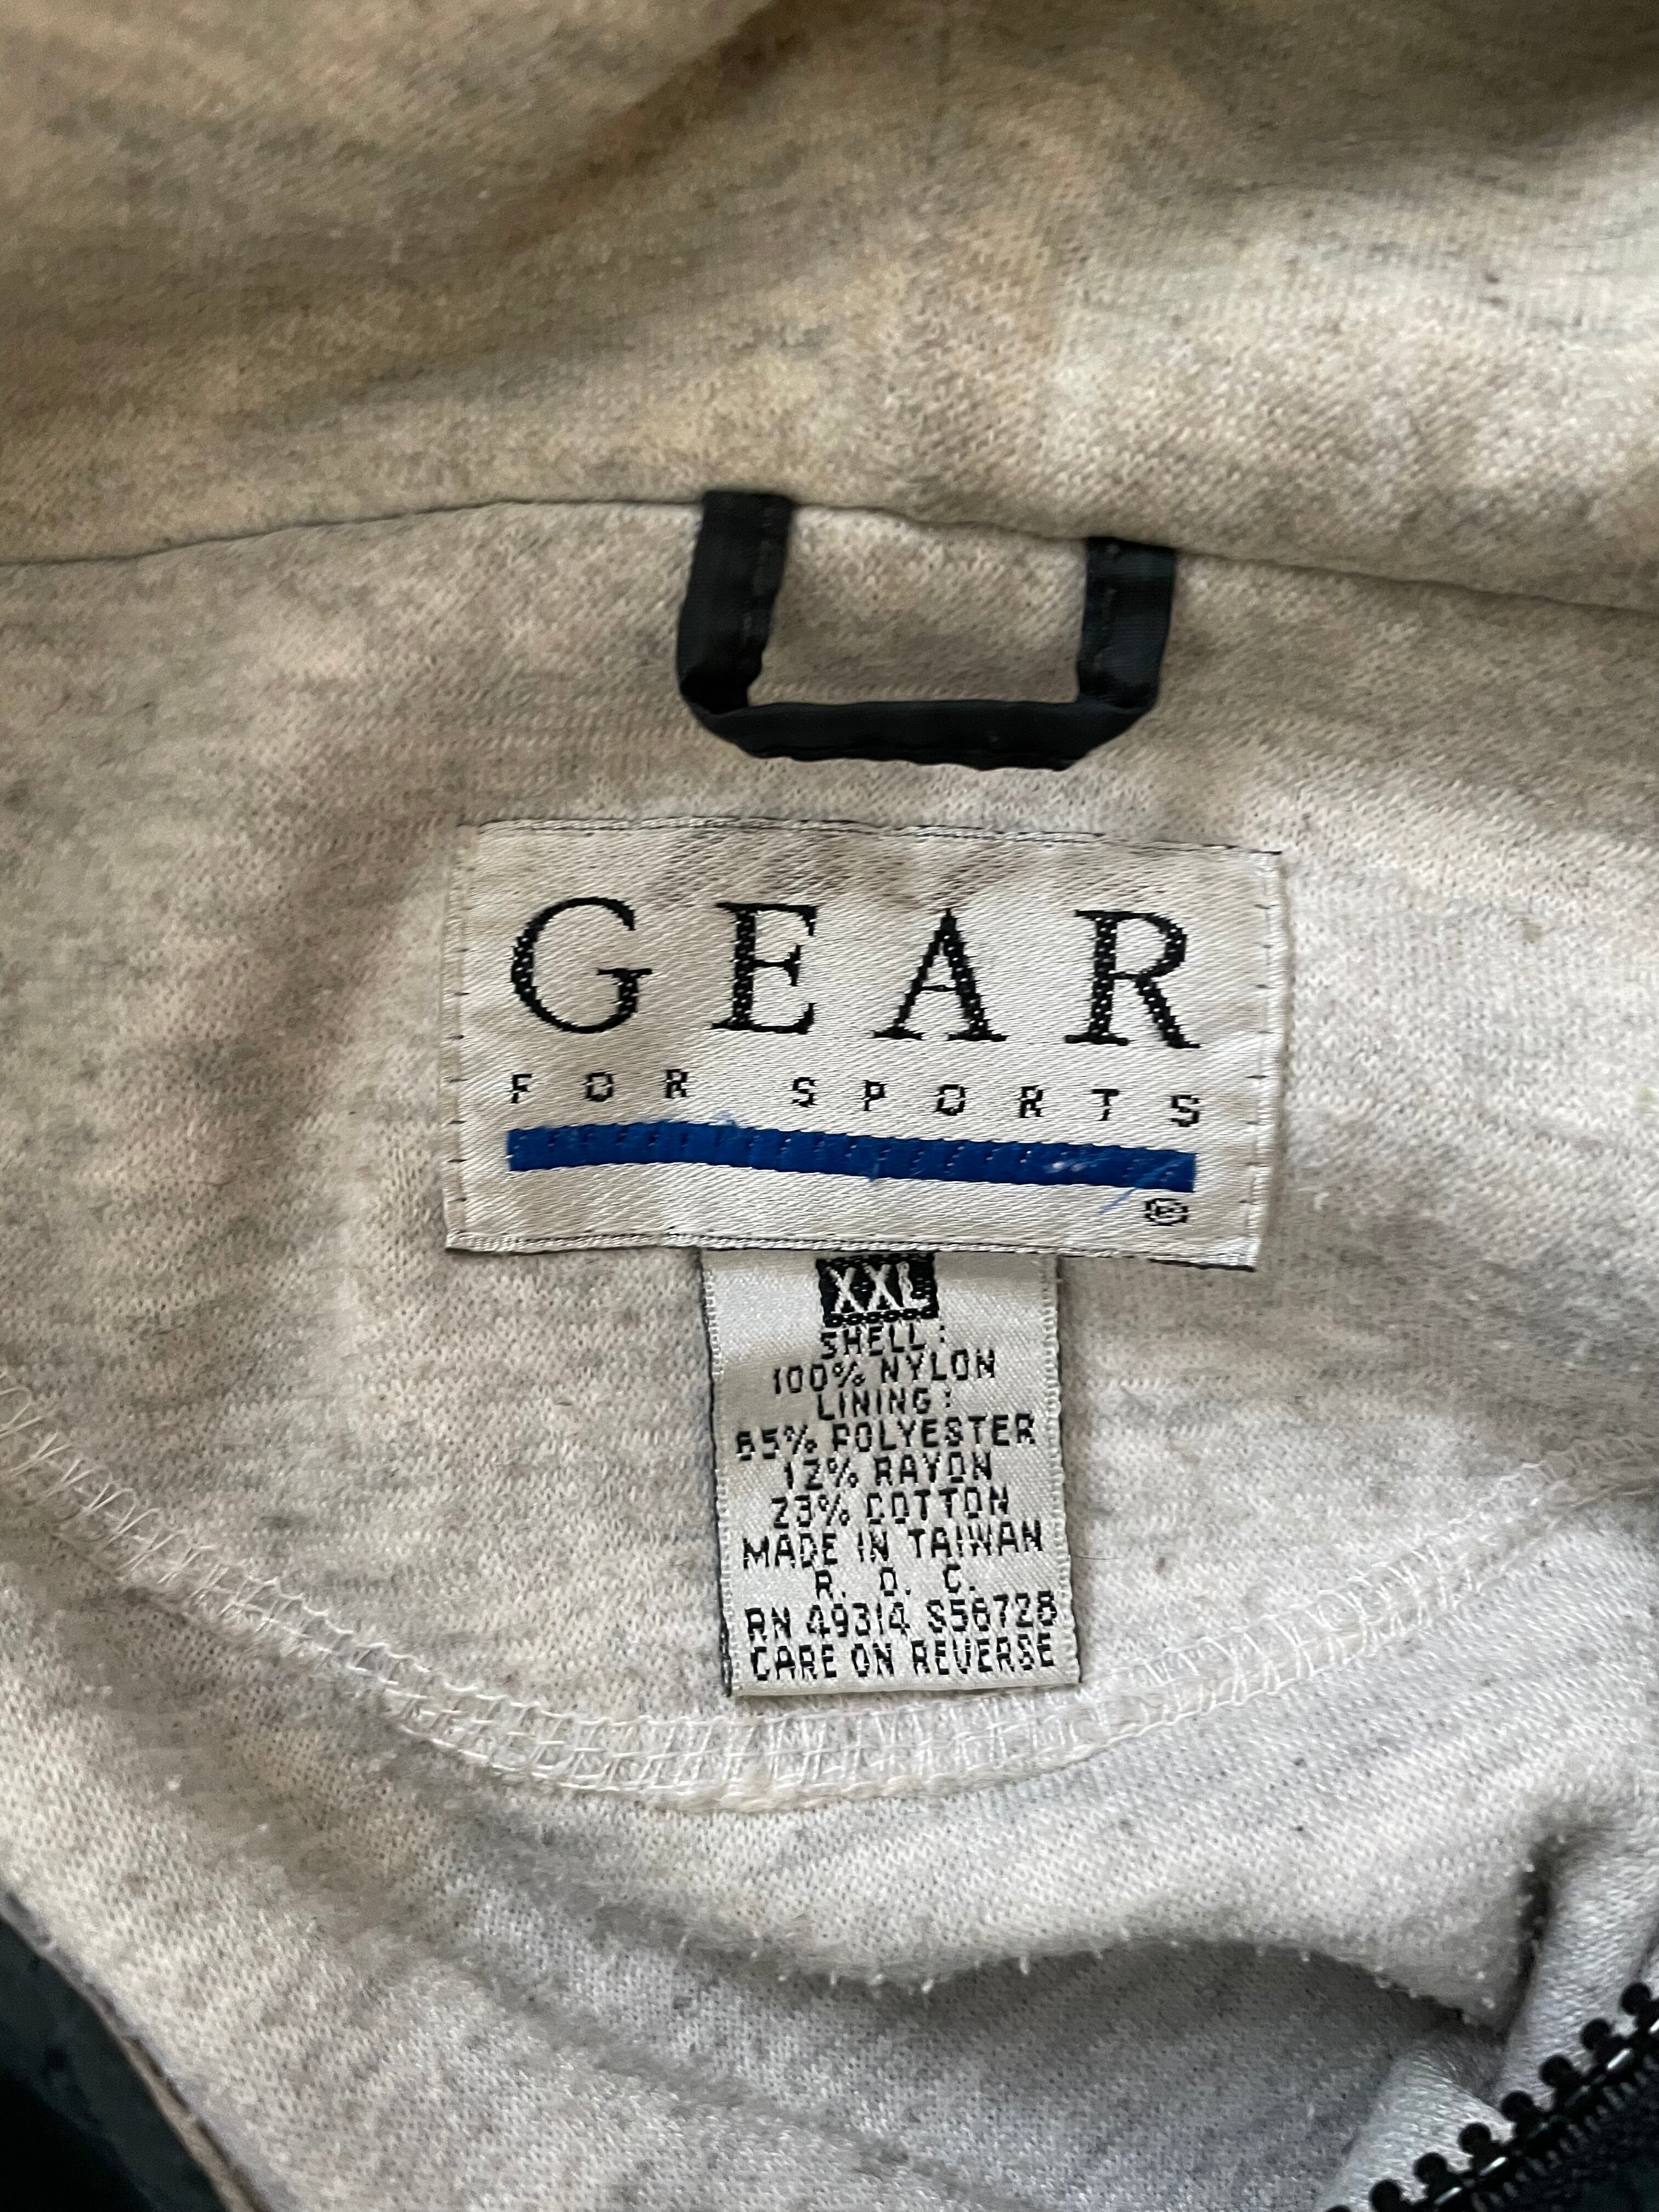 GEAR
FOR SPORTS
®
XXL
SHELL:
100% NYLON
LINING:
65% POLYESTER
12% RAYON
23% COTTON
MADE IN TAIWAN
R. O. C.
RN 49314 S56728
CARE ON REVERSE